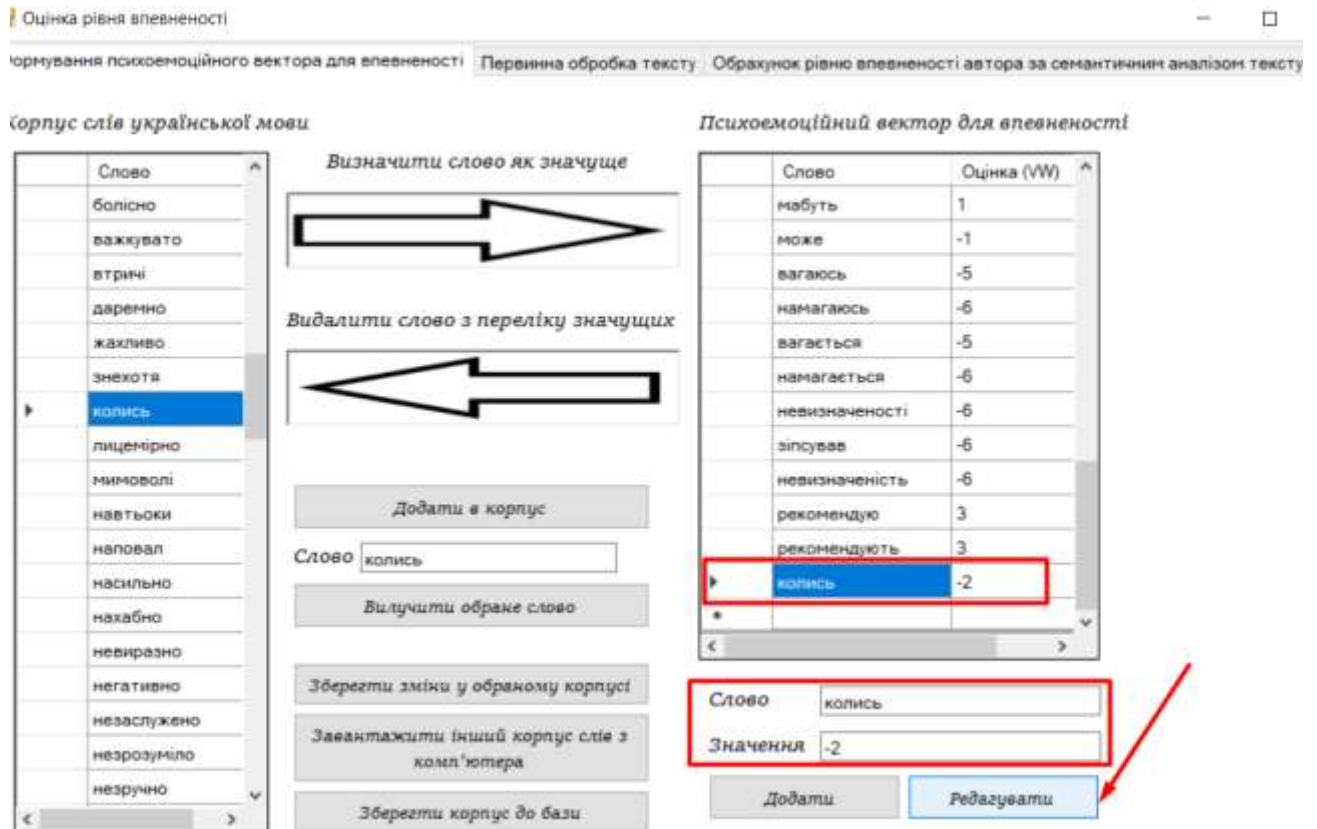 Оцінка рівня впевненості
ормування психоемоційного вектора для впевненості Первинна обробка тексту Обрахунок рівню впевненості автора за семантичним аналізом тексту
Корпус слів української мови
Слово
болісно
важкувато
втричі
даремно
жахливо
знехотя
колись
лицемірно
мимоволі
навтьоки
наповал
насильно
нахабно
невиразно
негативно
незаслужено
незрозуміло
незручно
Визначити слово як значуще
Видалити слово з переліку значущих
Додати в корпус
Слово колись
Вилучити обране слово
Зберегти зміни у обраному корпусі
Завантажити інший корпус слів з
комп'ютера
Зберегти корпус до бази
Психоемоційний вектор для впевненості
Слово Оцінка (VW)
мабуть 1
може -1
вагаюсь -5
намагаюсь -6
вагається -5
намагається -6
невизначеності -6
зіпсував -6
невизначеність -6
рекомендую 3
рекомендують 3
колись -2
Слово колись
Значення -2
Додати Редагувати